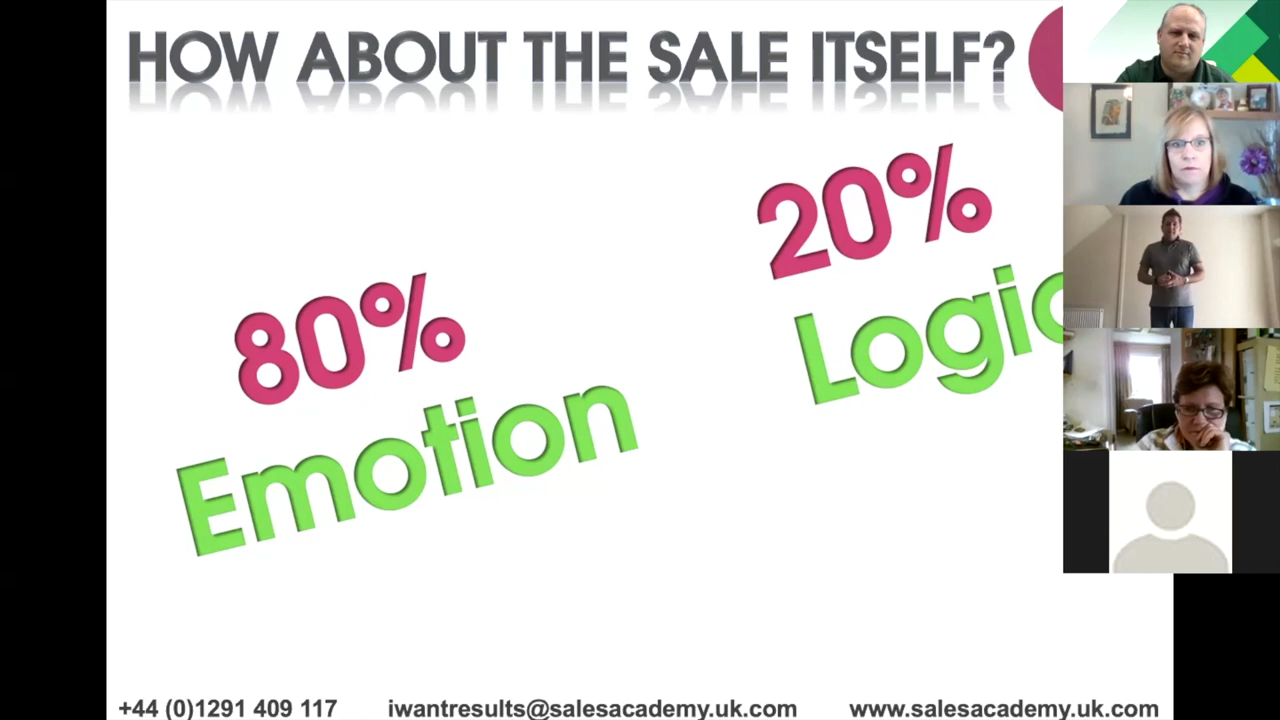 HOW ABOUT THE SALE ITSELF?
20%
Logic
80%
Emotion
+44 (0)1291 409 117 iwantresults@salesacademy.uk.com www.salesacademy.uk.com